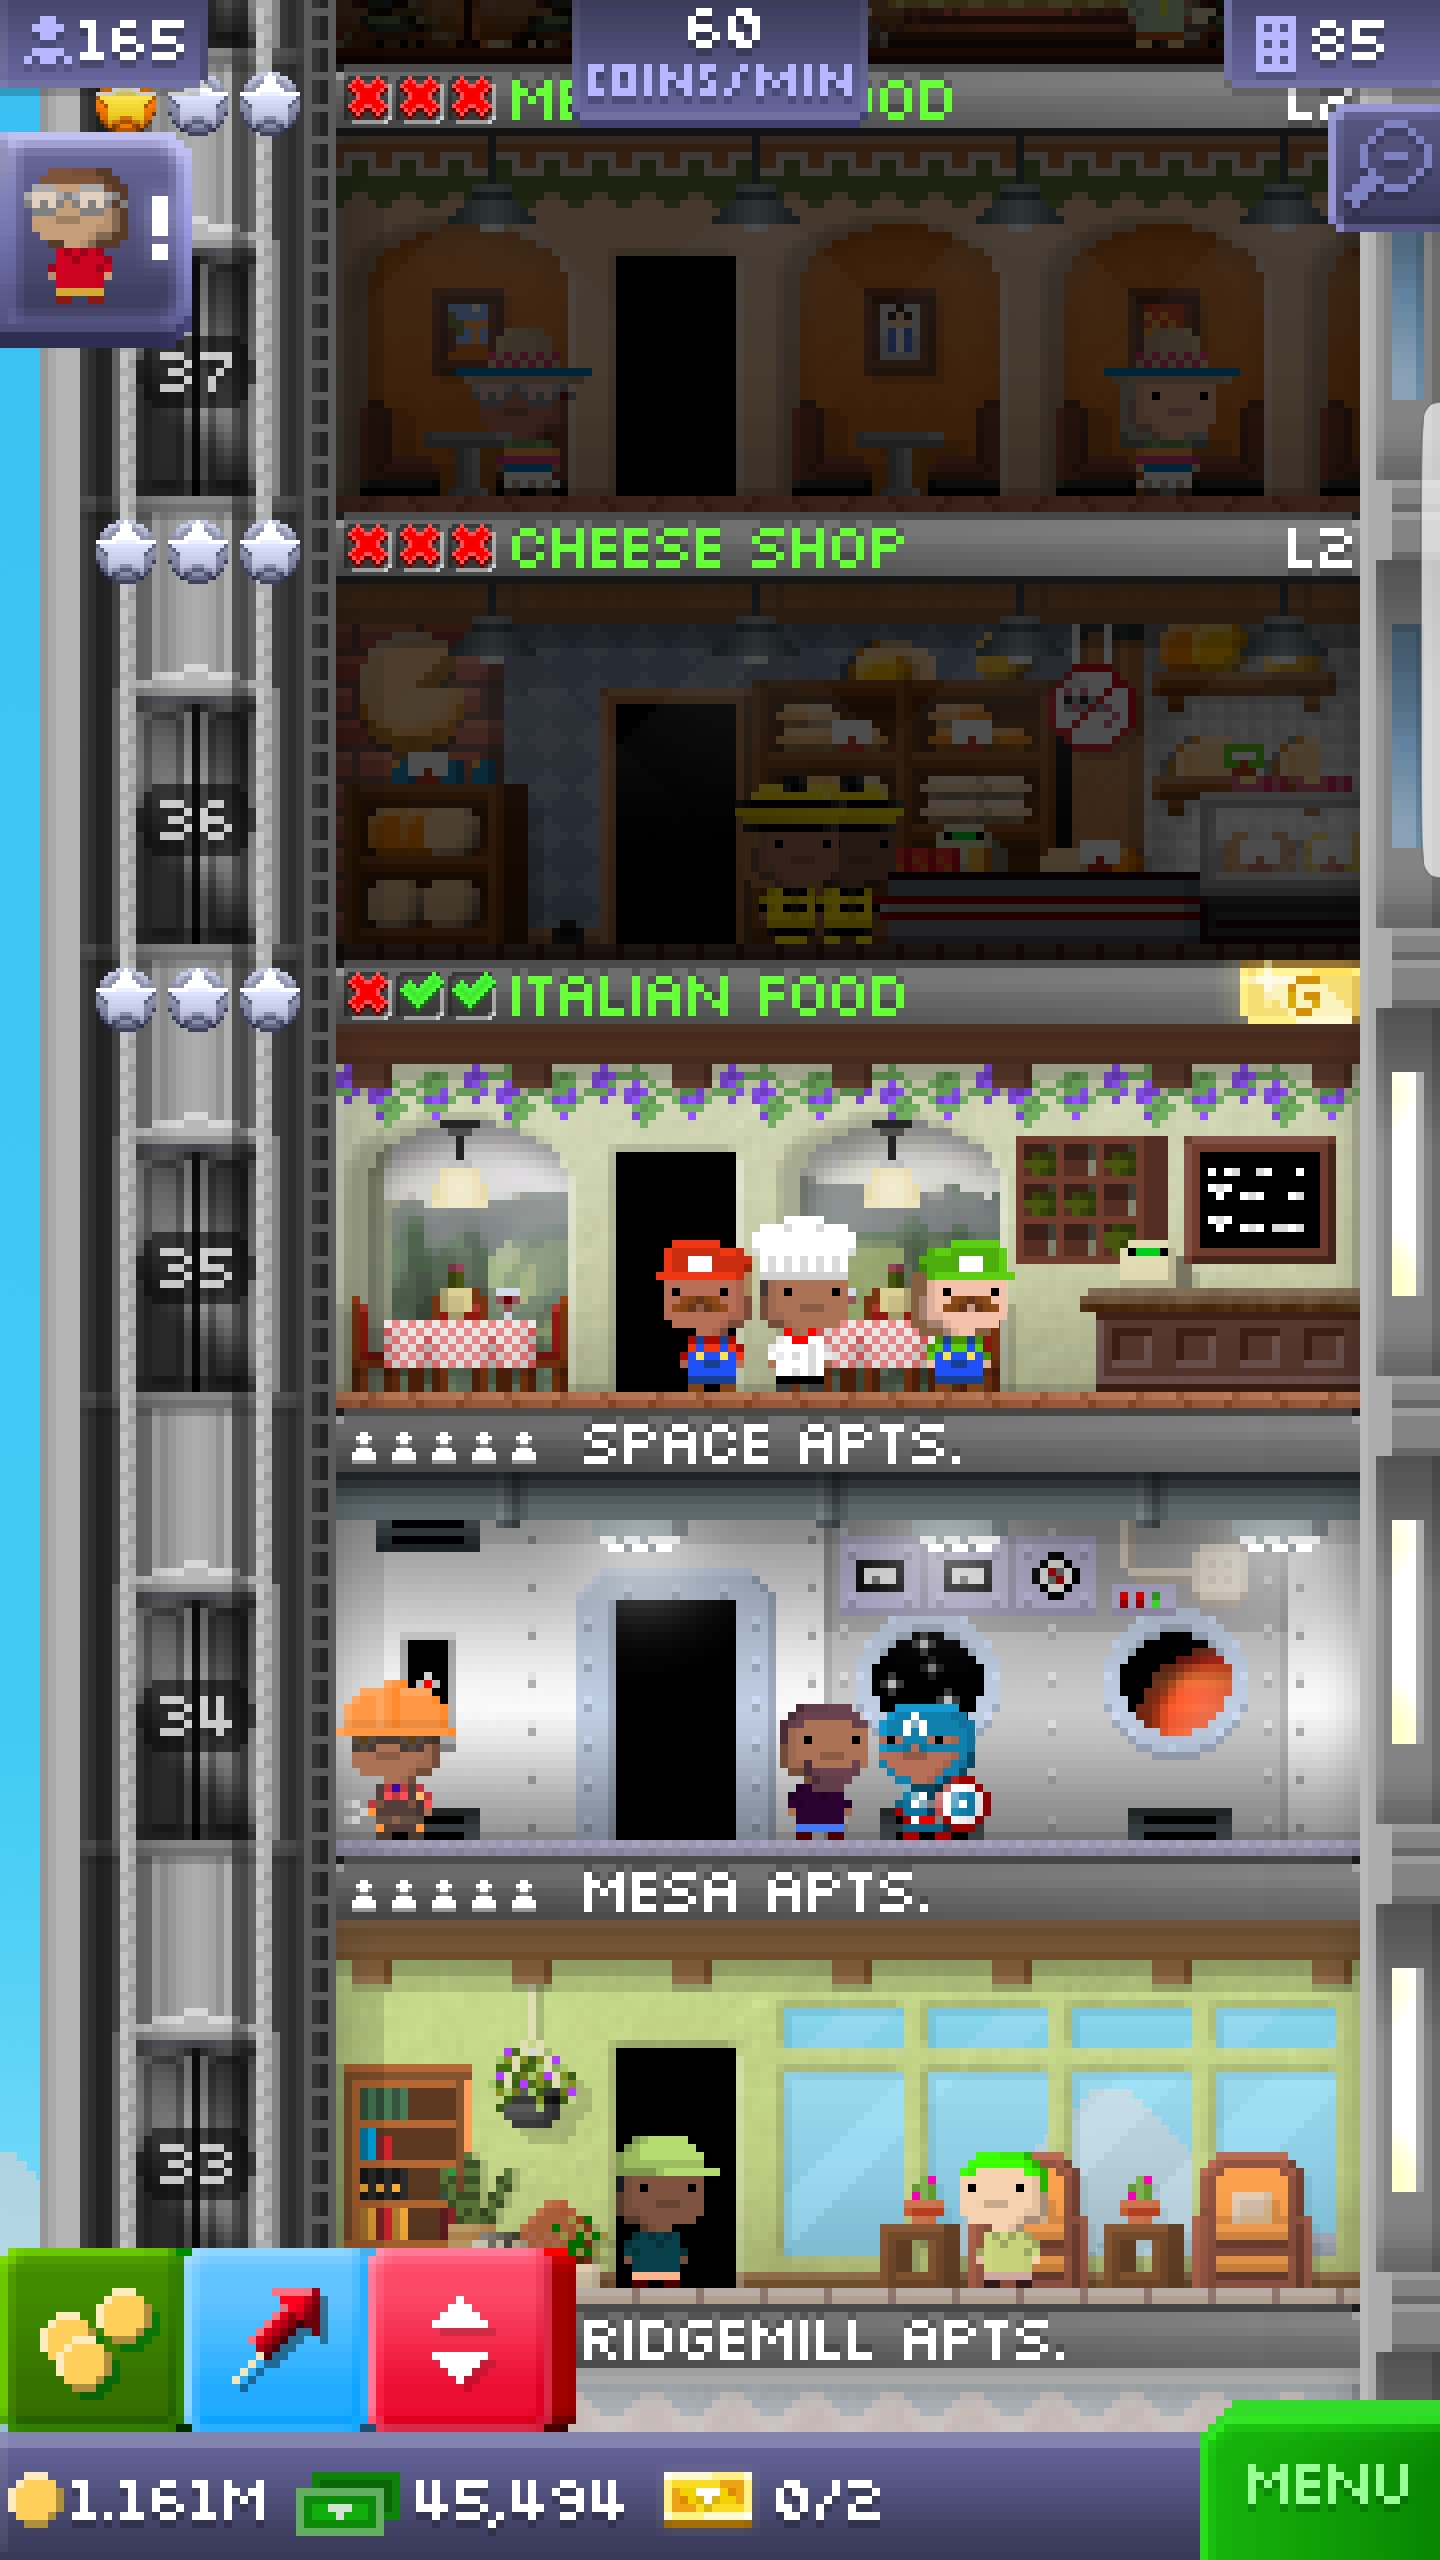 165
60
COINS/MIN
85
!
37
CHEESE SHOP
L2
36
ITALIAN FOOD
G
35
SPACE APTS.
34
MESA APTS.
33
RIDGEMILL APTS.
1.161M
45,494
0/2
MENU